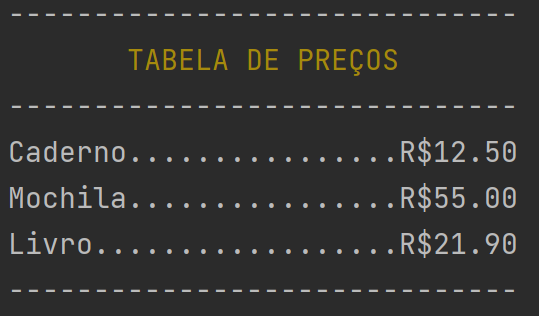 ------------------------------
TABELA DE PREÇOS
------------------------------
Caderno................R$12.50
Mochila................R$55.00
Livro..................R$21.90
------------------------------